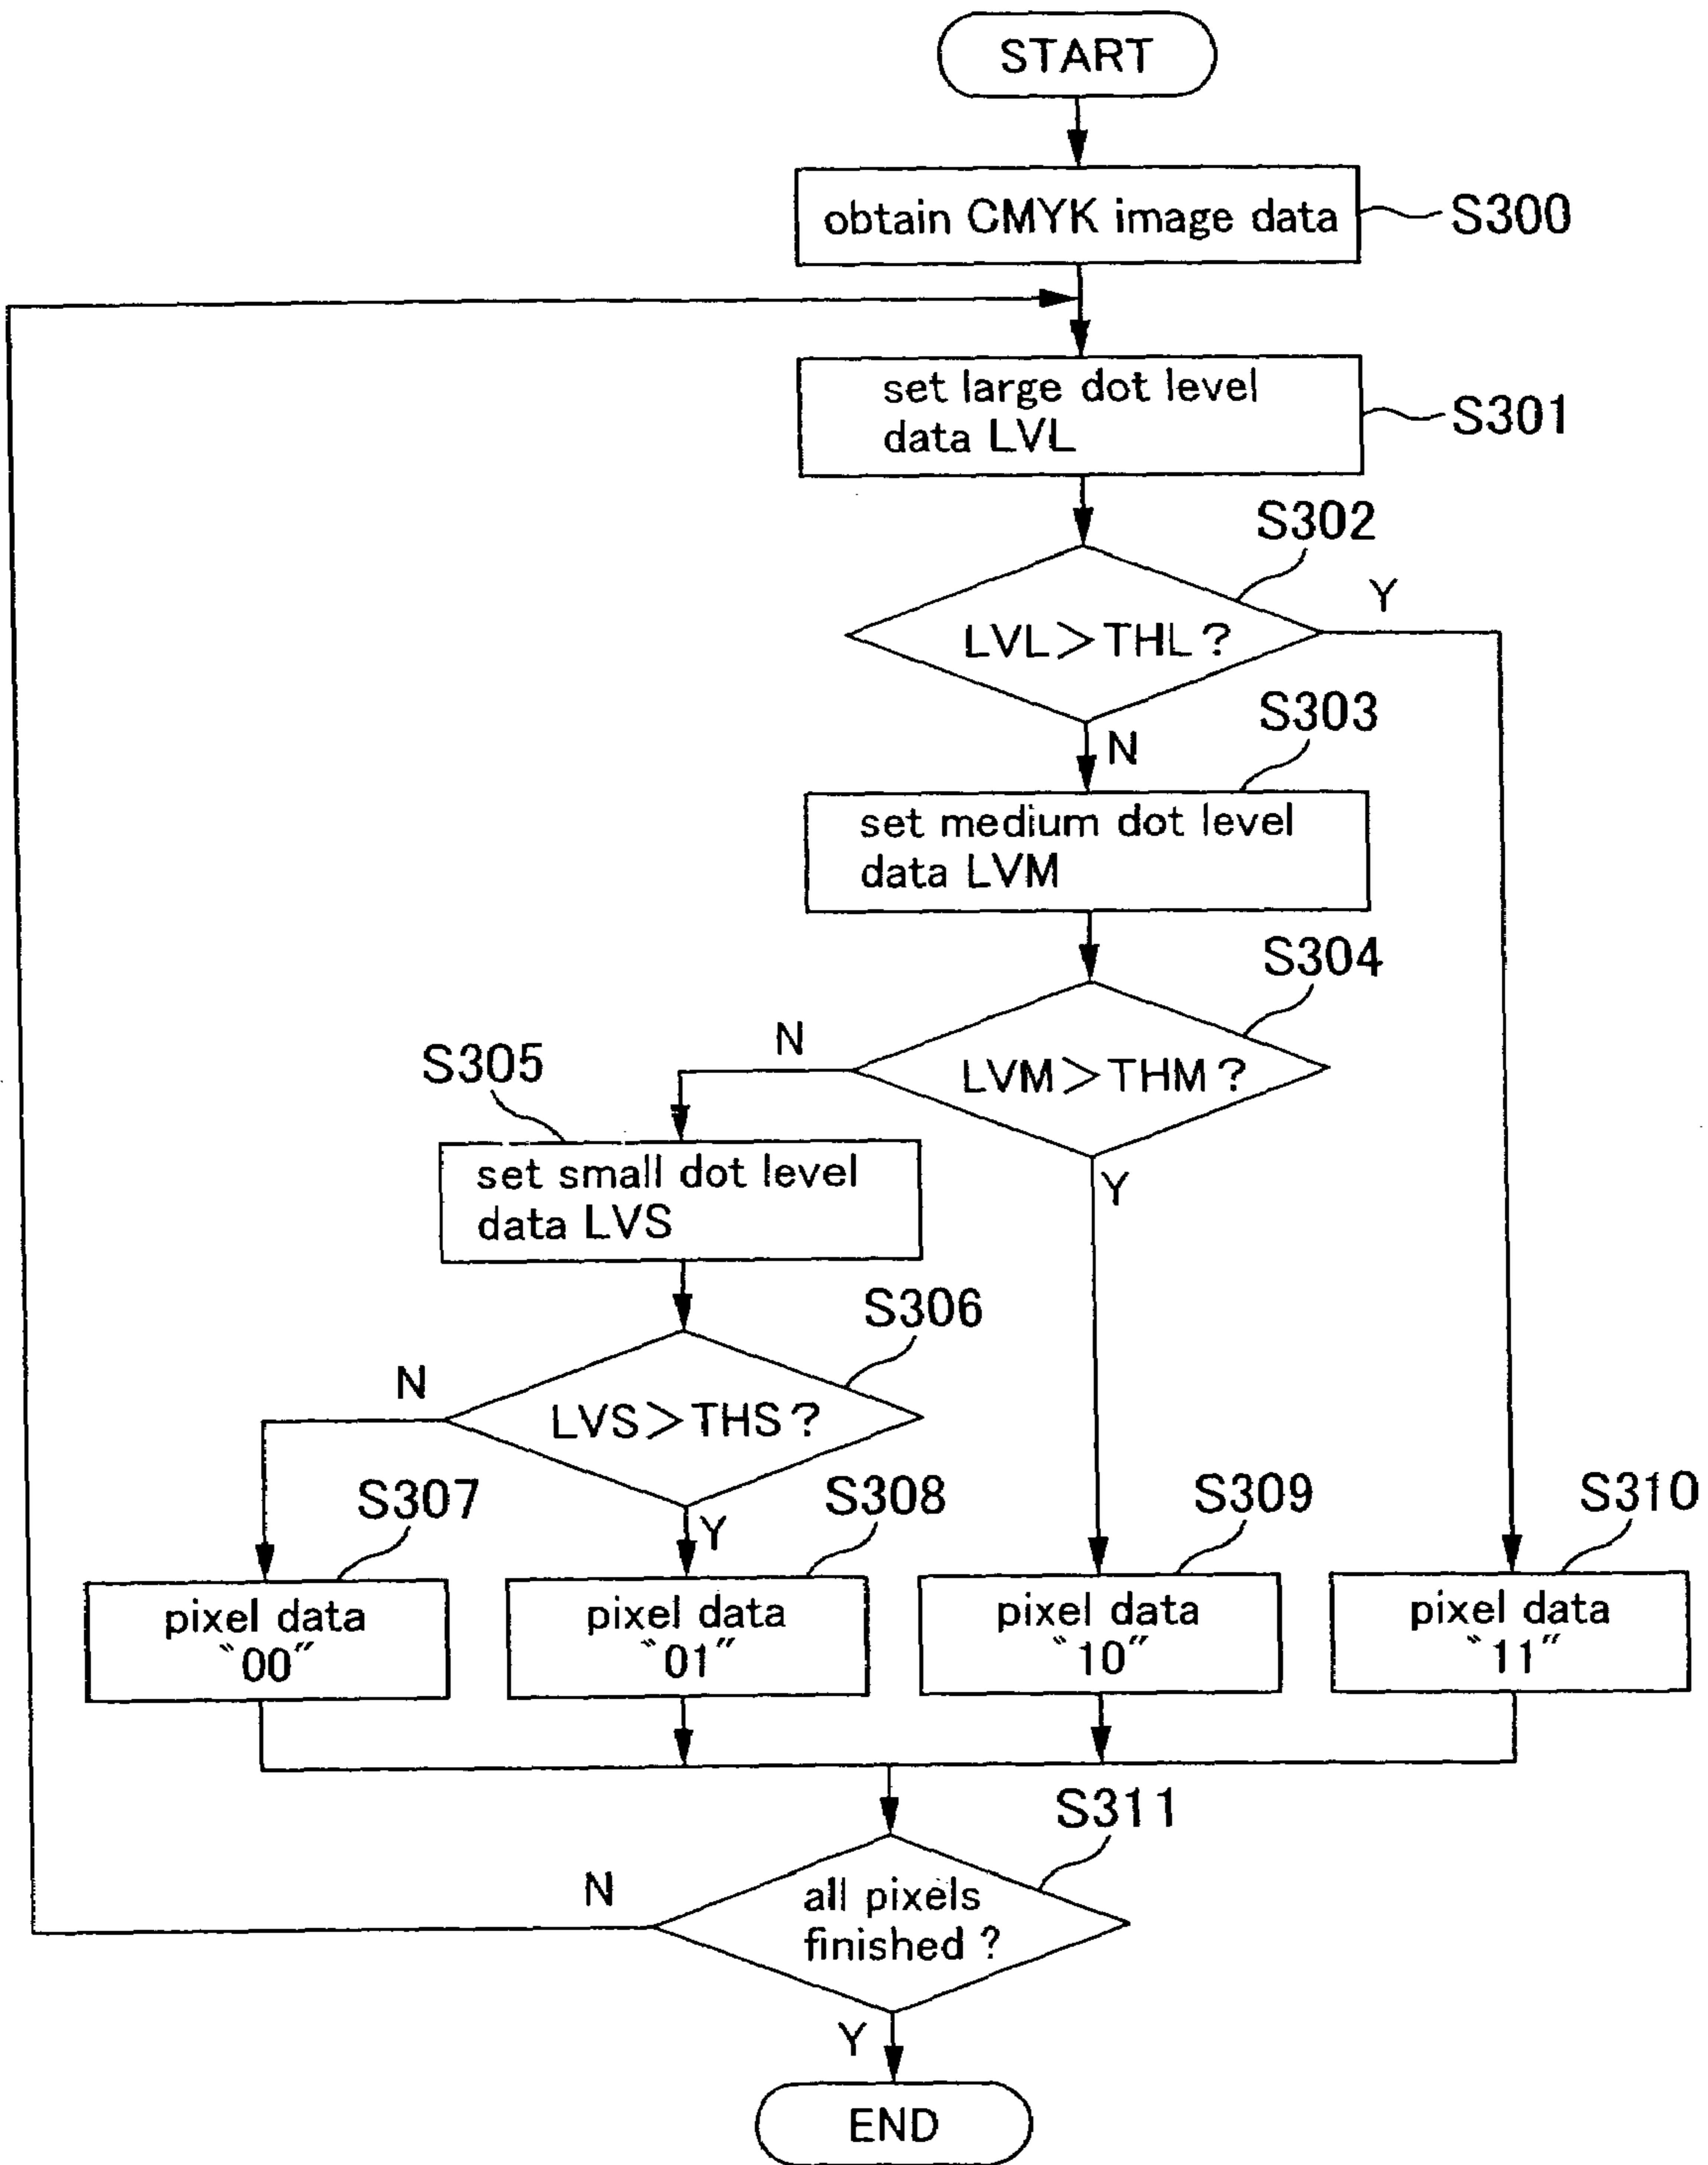 START
obtain CMYK image data
S300
set large dot level
data LVL
S301
S302
LVL>THL?
Y
N
S303
set medium dot level
data LVM
S304
LVM>THM?
N
Y
S305
set small dot level
data LVS
S306
LVS>THS?
N
Y
S307
pixel data
"00"
S308
pixel data
"01"
S309
pixel data
"10"
S310
pixel data
"11"
S311
all pixels
finished?
N
Y
END